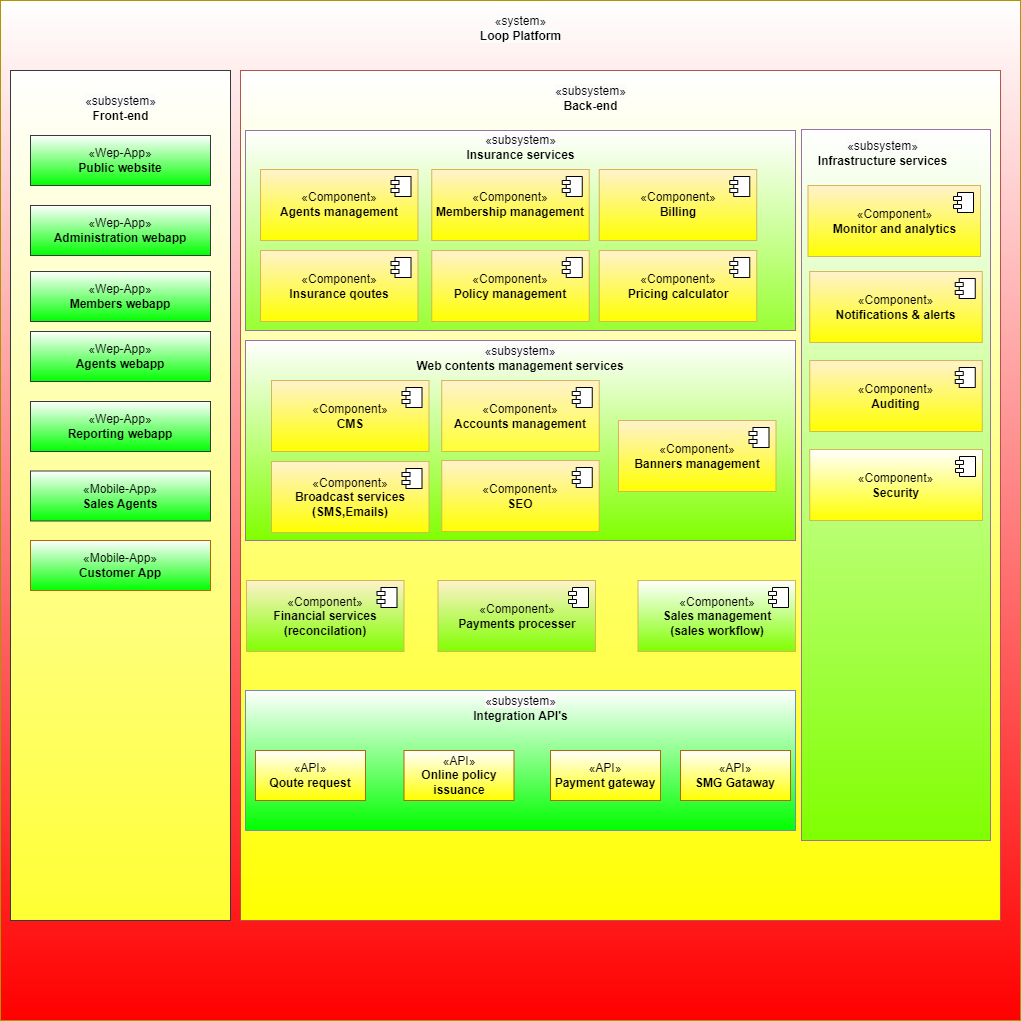 «system»
Loop Platform
«subsystem»
Front-end
«Wep-App»
Public website
«Wep-App»
Administration webapp
«Wep-App»
Members webapp
«Wep-App»
Agents webapp
«Wep-App»
Reporting webapp
«Mobile-App»
Sales Agents
«Mobile-App»
Customer App
«subsystem»
Back-end
«subsystem»
Insurance services
«Component»
Agents management
«Component»
Membership management
«Component»
Billing
«Component»
Insurance qoutes
«Component»
Policy management
«Component»
Pricing calculator
«subsystem»
Web contents management services
«Component»
CMS
«Component»
Accounts management
«Component»
Banners management
«Component»
Broadcast services
(SMS,Emails)
«Component»
SEO
«Component»
Financial services
(reconcilation)
«Component»
Payments processer
«Component»
Sales management
(sales workflow)
«subsystem»
Integration API's
«API»
Qoute request
«API»
Online policy
issuance
«API»
Payment gateway
«API»
SMG Gataway
«subsystem»
Infrastructure services
«Component»
Monitor and analytics
«Component»
Notifications & alerts
«Component»
Auditing
«Component»
Security